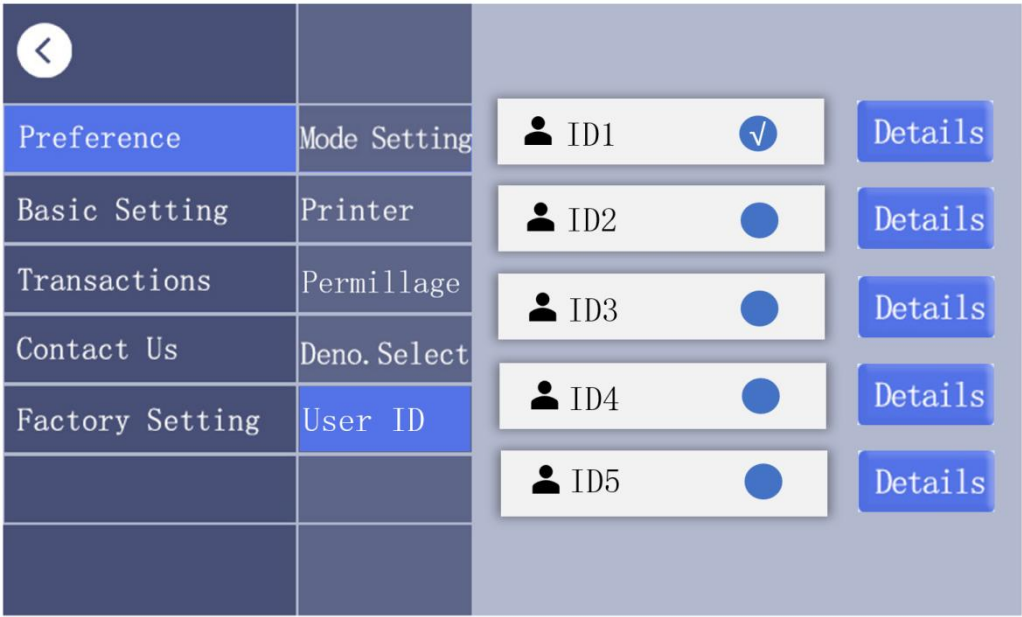 Preference
Basic Setting
Transactions
Contact Us
Factory Setting
Mode Setting
Printer
Permillage
Deno.Select
User ID
ID1 √ Details
ID2 Details
ID3 Details
ID4 Details
ID5 Details